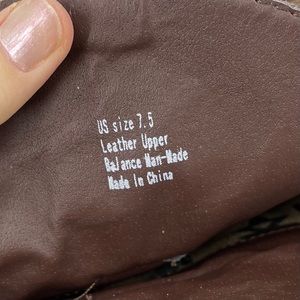 US size 7.5
Leather Upper
Balance Man-Made
Made In China